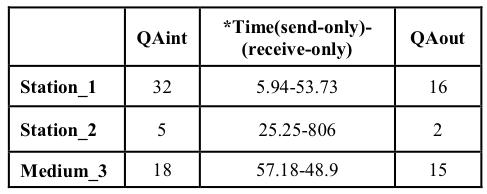 QAint *Time(send-only)- QAout
(receive-only)
Station_1 32 5.94-53.73 16
Station_2 5 25.25-806 2
Medium_3 18 57.18-48.9 15